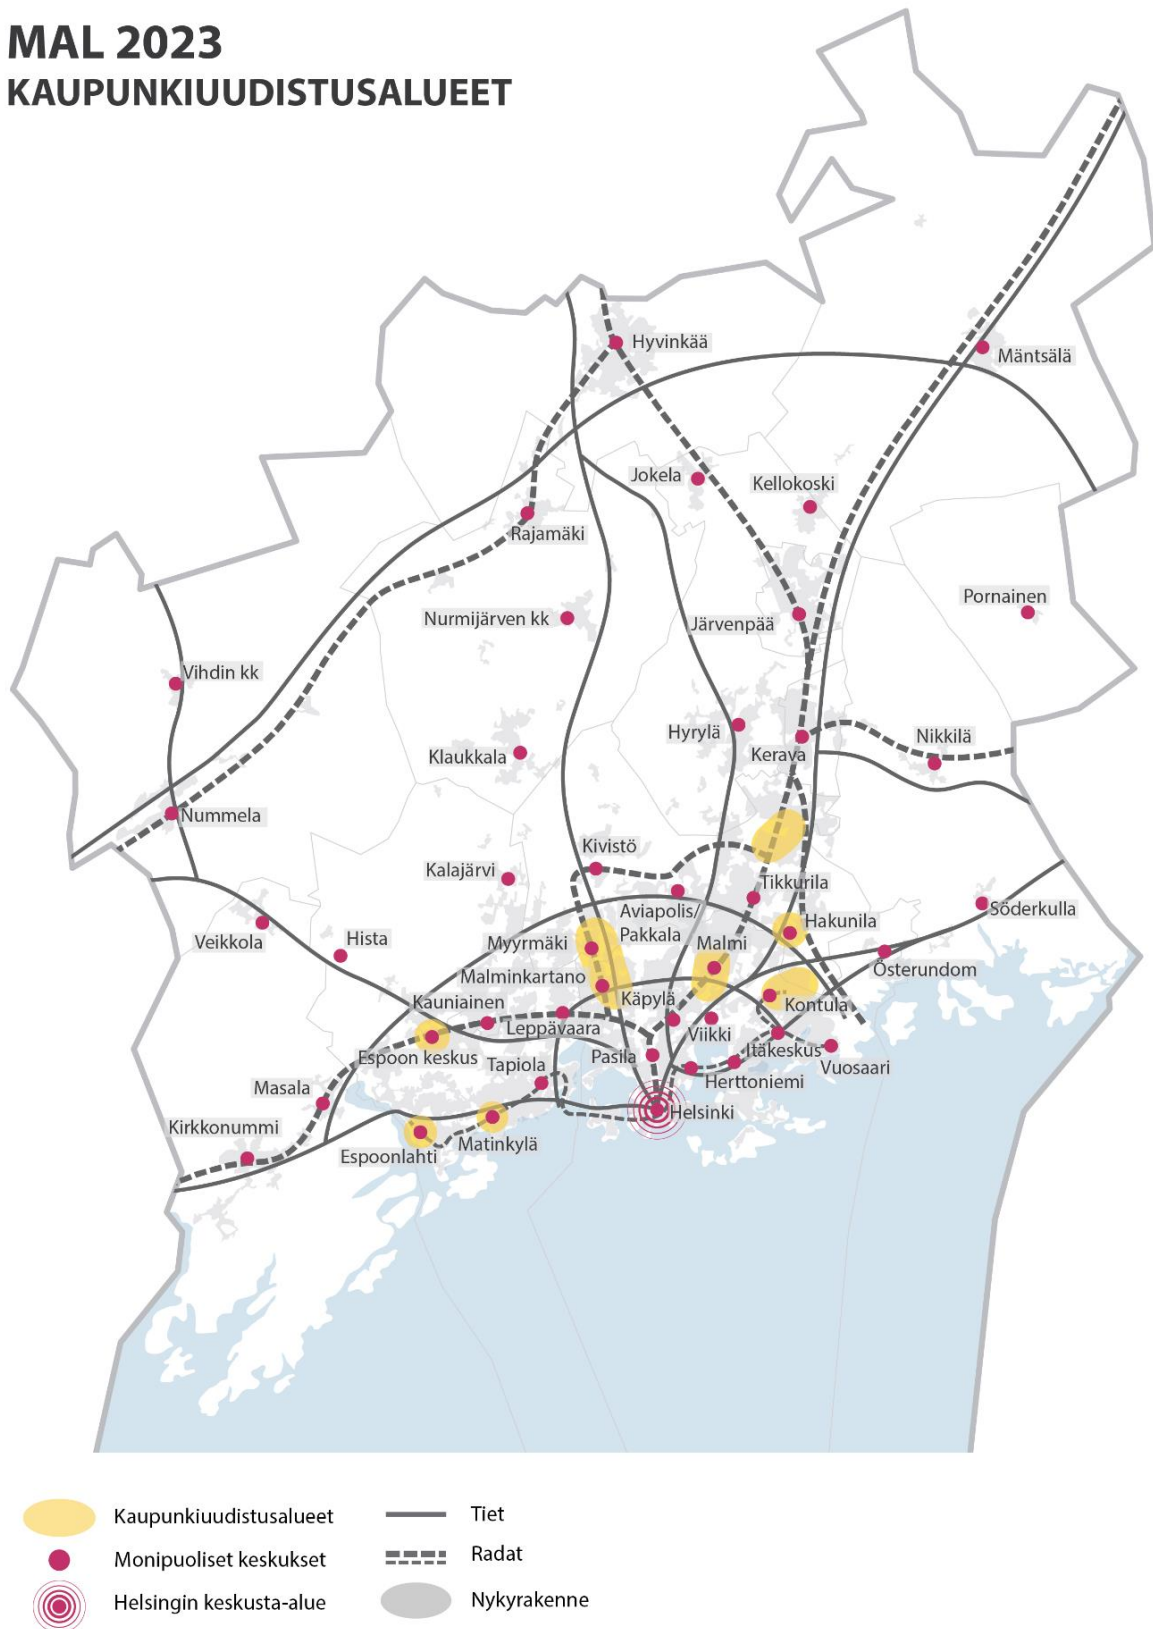 MAL 2023
KAUPUNKIUUDISTUSALUEET
Hyvinkää
Mäntsälä
Jokela
Kellokoski
Rajamäki
Pornainen
Nurmijärven kk
Järvenpää
Vihdin kk
Hyrylä
Nikkilä
Klaukkala
Kerava
Nummela
Kivistö
Kalajärvi
Tikkurila
Aviapolis/
Pakkala
Hakunila
Söderkulla
Veikkola
Hista
Myyrmäki
Malmi
Östersundom
Malminkartano
Kauniainen
Käpylä
Kontula
Leppävaara
Viikki
Espoon keskus
Pasila
Itäkeskus
Tapiola
Vuosaari
Herttoniemi
Masala
Helsinki
Kirkkonummi
Matinkylä
Espoonlahti
Kaupunkiuudistusalueet
Tiet
Monipuoliset keskukset
Radat
Helsingin keskusta-alue
Nykyrakenne